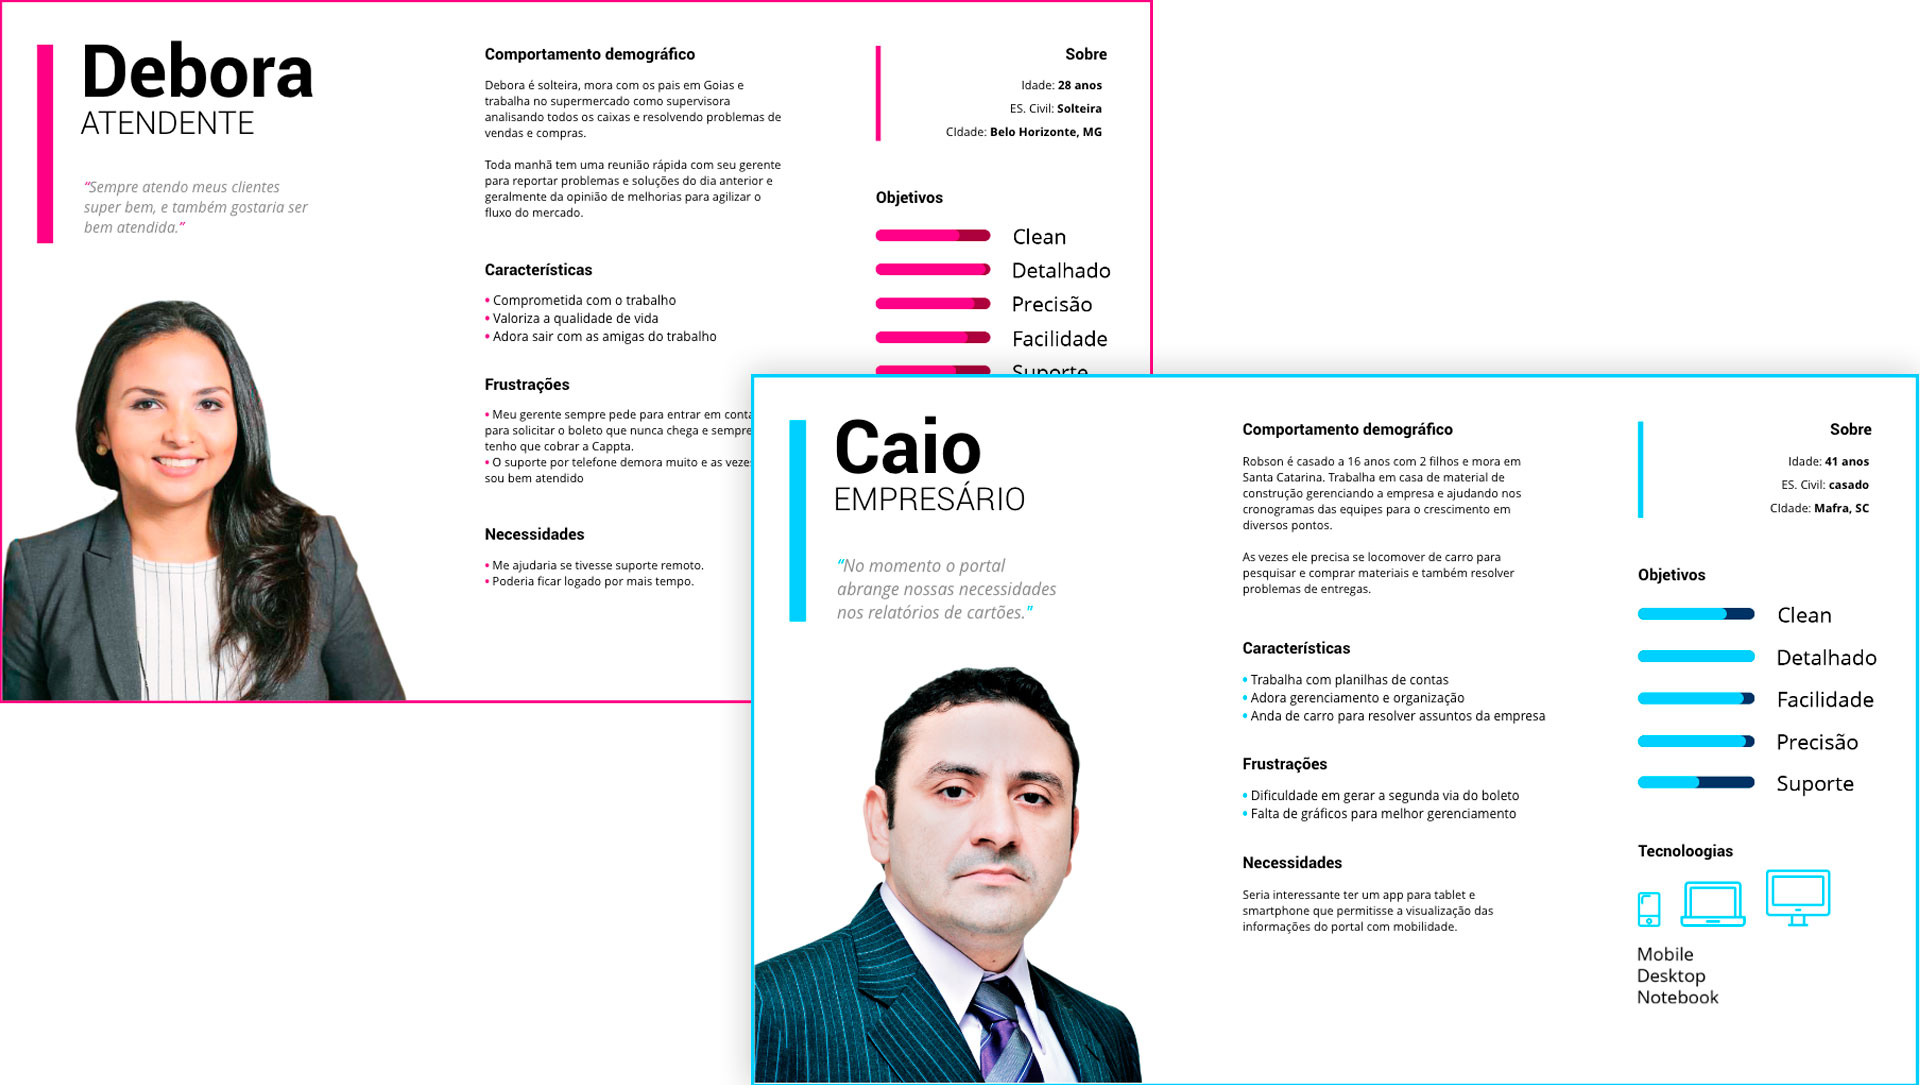 Debora
ATENDENTE
“Sempre atendo meus clientes
super bem, e também gostaria ser
bem atendida.”
Comportamento demográfico
Debora é solteira, mora com os pais em Goias e
trabalha no supermercado como supervisora
analisando todos os caixas e resolvendo problemas de
vendas e compras.
Toda manhã tem uma reunião rápida com seu gerente
para reportar problemas e soluções do dia anterior e
geralmente da opinião de melhorias para agilizar o
fluxo do mercado.
Características
• Comprometida com o trabalho
• Valoriza a qualidade de vida
• Adora sair com as amigas do trabalho
Frustrações
• Meu gerente sempre pede para entrar em
para solicitar o boleto que nunca chega e sempre
tenho que cobrar a Cappta.
• O suporte por telefone demora muito e as vezes
sou bem atendido
Necessidades
• Me ajudaria se tivesse suporte remoto.
• Poderia ficar logado por mais tempo.
Sobre
Idade: 28 anos
ES. Civil: Solteira
CIdade: Belo Horizonte, MG
Objetivos
Clean
Detalhado
Precisão
Facilidade
Suporte
Caio
EMPRESÁRIO
“No momento o portal
abrange nossas necessidades
nos relatórios de cartões."
Comportamento demográfico
Robson é casado a 16 anos com 2 filhos e mora em
Santa Catarina. Trabalha em casa de material de
construção gerenciando a empresa e ajudando nos
cronogramas das equipes para o crescimento em
diversos pontos.
As vezes ele precisa se locomover de carro para
pesquisar e comprar materiais e também resolver
problemas de entregas.
Características
• Trabalha com planilhas de contas
• Adora gerenciamento e organização
• Anda de carro para resolver assuntos da empresa
Frustrações
• Dificuldade em gerar a segunda via do boleto
• Falta de gráficos para melhor gerenciamento
Necessidades
Seria interessante ter um app para tablet e
smartphone que permitisse a visualização das
informações do portal com mobilidade.
Sobre
Idade: 41 anos
ES. Civil: casado
CIdade: Mafra, SC
Objetivos
Clean
Detalhado
Facilidade
Precisão
Suporte
Tecnoloogias
Mobile
Desktop
Notebook